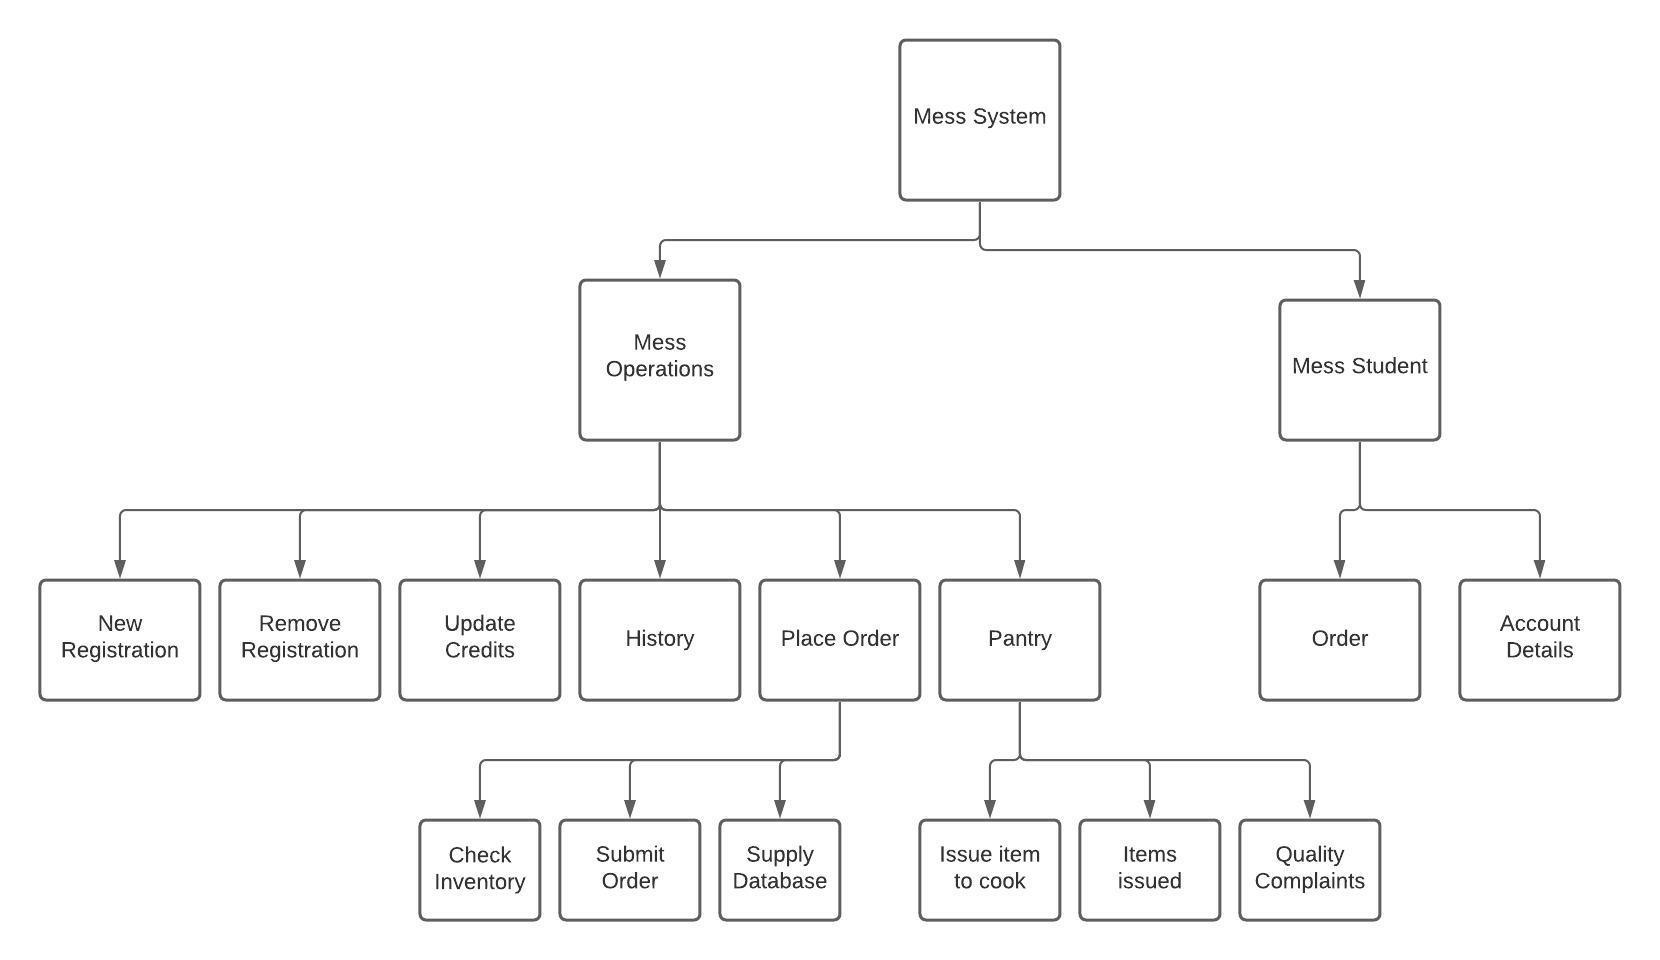 Mess System
Mess
Operations
Mess Student
New
Registration
Remove
Registration
Update
Credits
History
Place Order
Pantry
Order
Account
Details
Check
Inventory
Submit
Order
Supply
Database
Issue item
to cook
Items
issued
Quality
Complaints